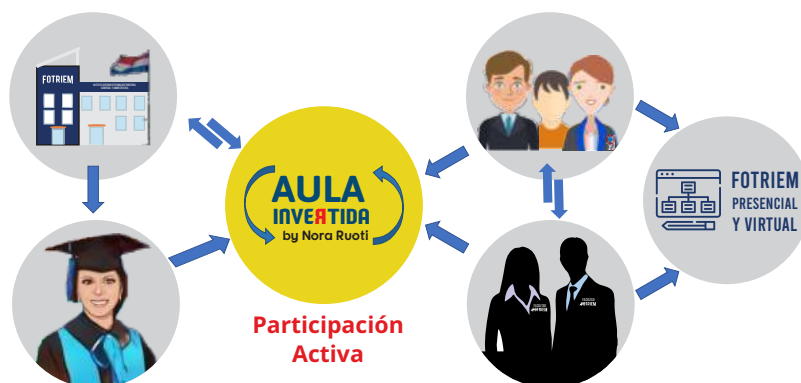 FOTRIEM
AULA
INVERTIDA
by Nora Ruoti
Participación
Activa
FOTRIEM
PRESENCIAL
Y VIRTUAL